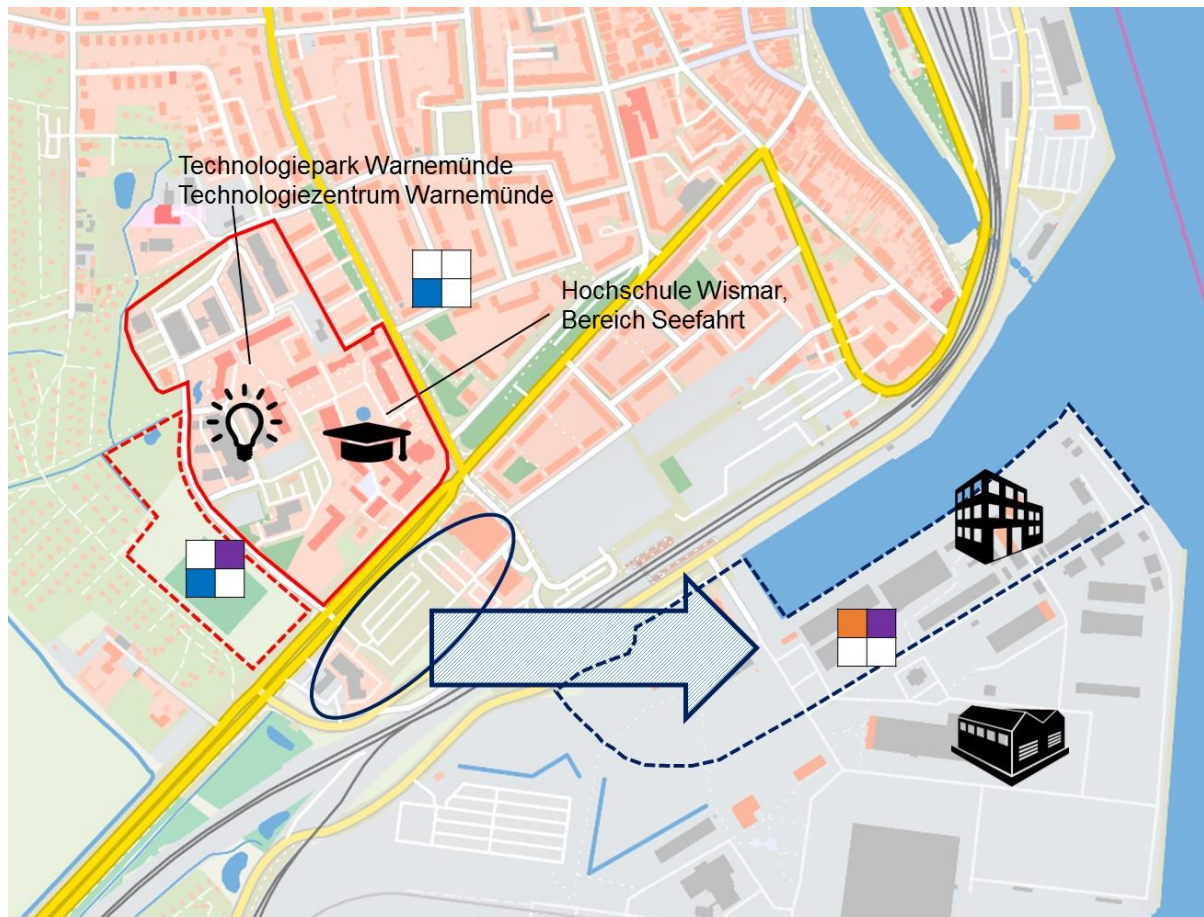 Technologiepark Warnemünde
Technologiezentrum Warnemünde
Hochschule Wismar,
Bereich Seefahrt